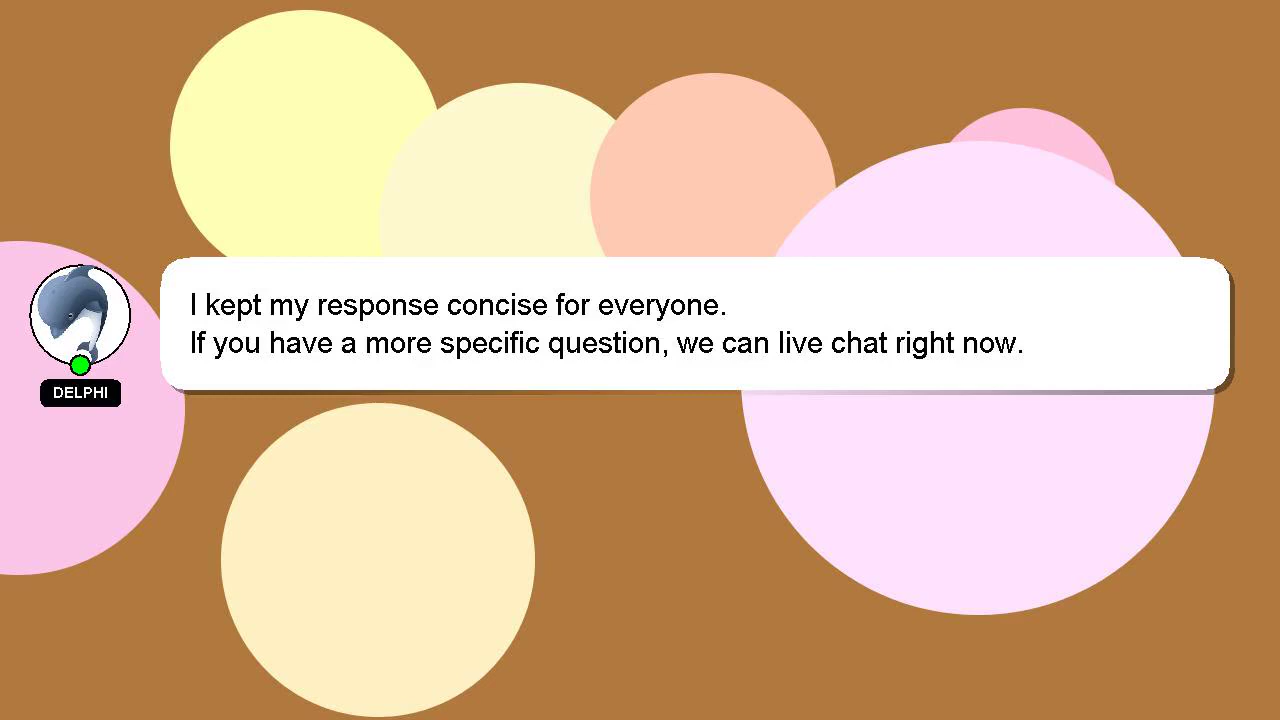 I kept my response concise for everyone.
If you have a more specific question, we can live chat right now.
DELPHI